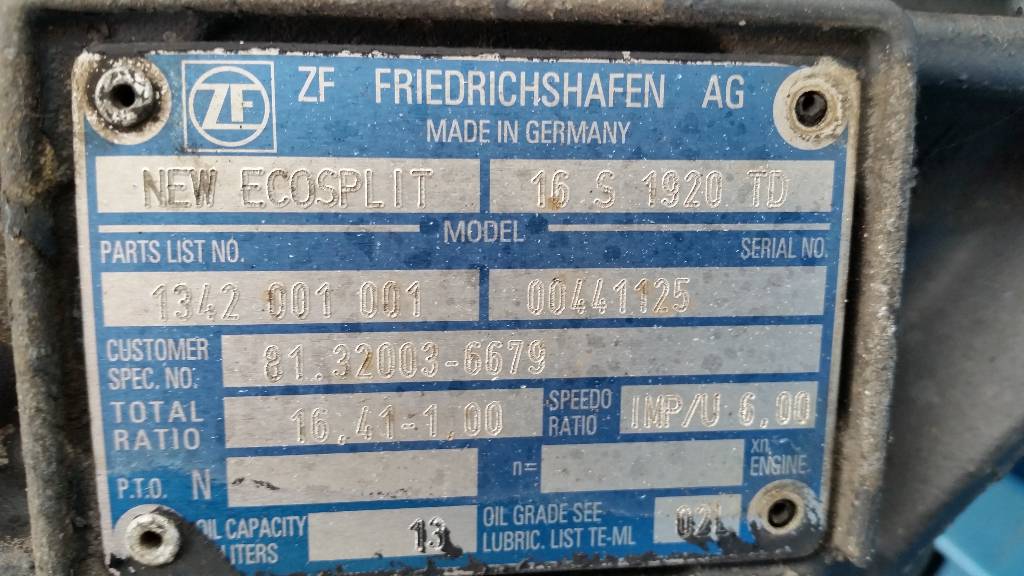 ZF ZF FRIEDRICHSHAFEN AG
MADE IN GERMANY
NEW ECOSPLIT 16 S 1920 TD
MODEL
PARTS LIST NO. SERIAL NO.
1342 001 001 00441125
CUSTOMER
SPEC. NO. 81.32003-6679
TOTAL
RATIO 16,41-1,00 SPEEDO
RATIO IMP/U 6,00
P.T.O. N n= xn ENGINE
OIL CAPACITY
LITERS 13 OIL GRADE SEE
LUBRIC. LIST TE-ML 02L